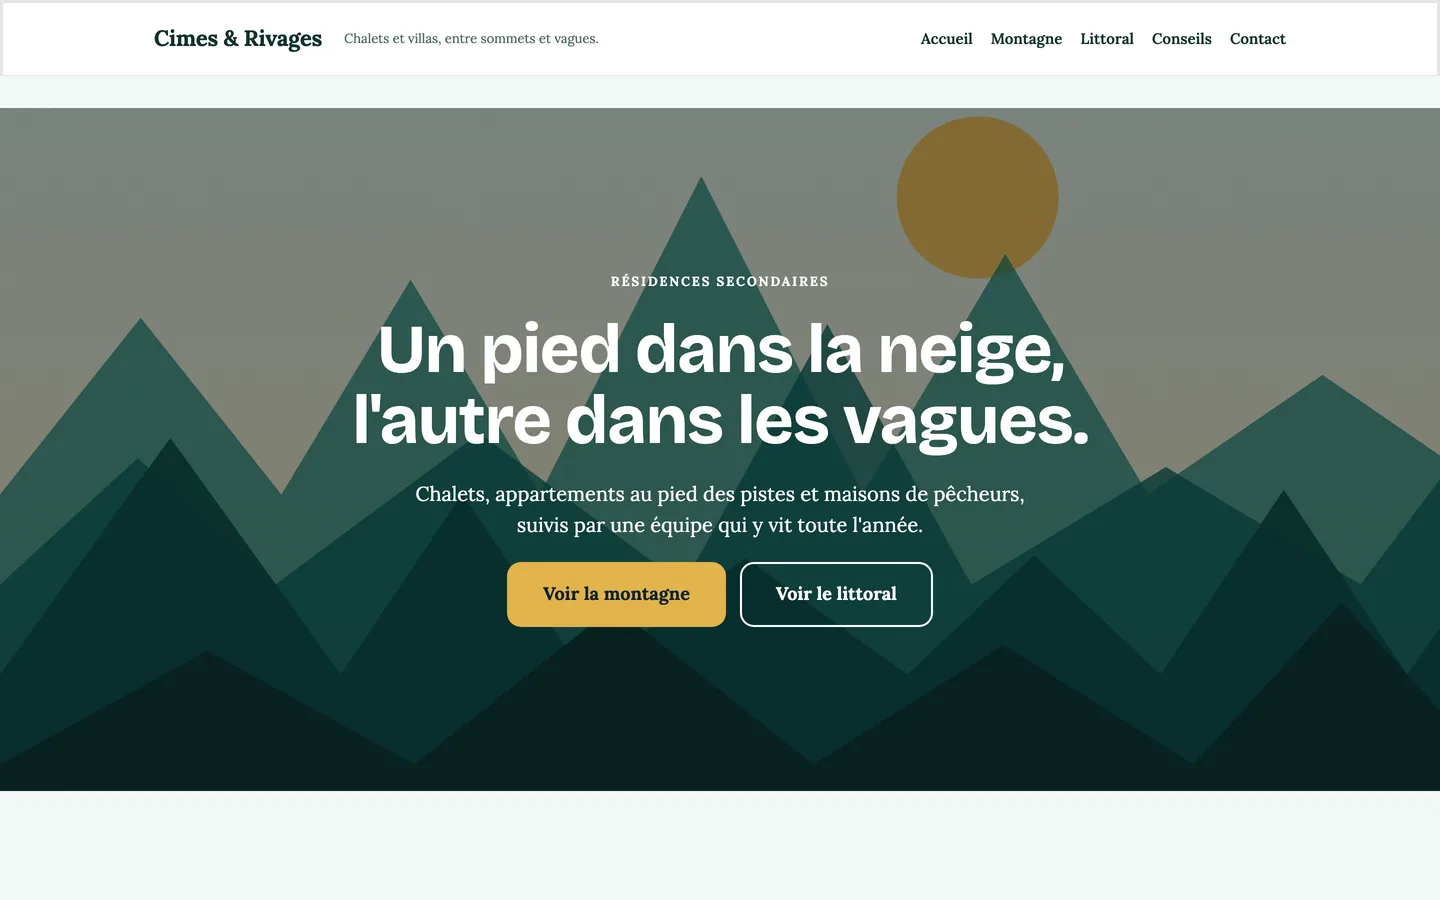 Cimes & Rivages
Chalets et villas, entre sommets et vagues.
Accueil Montagne Littoral Conseils Contact
RÉSIDENCES SECONDAIRES
Un pied dans la neige,
l'autre dans les vagues.
Chalets, appartements au pied des pistes et maisons de pêcheurs,
suivis par une équipe qui y vit toute l'année.
Voir la montagne
Voir le littoral